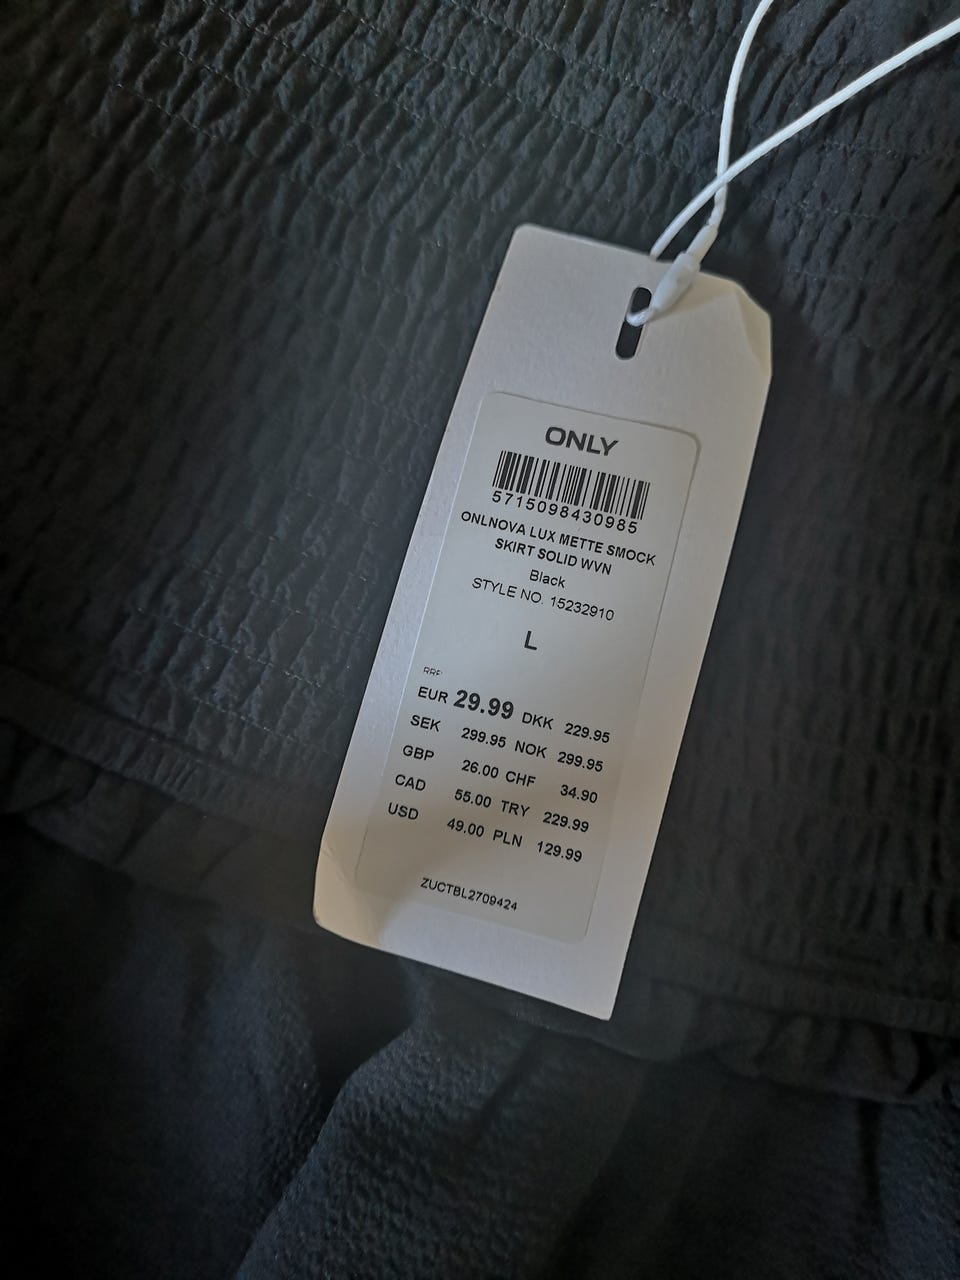 ONLY
5715098430985
ONLNOVA LUX METTE SMOCK
SKIRT SOLID WVN
Black
STYLE NO. 15232910
L
RRP
EUR 29.99 DKK 229.95
SEK 299.95 NOK 299.95
GBP 26.00 CHF 34.90
CAD 55.00 TRY 229.99
USD 49.00 PLN 129.99
ZUCTBL2709424